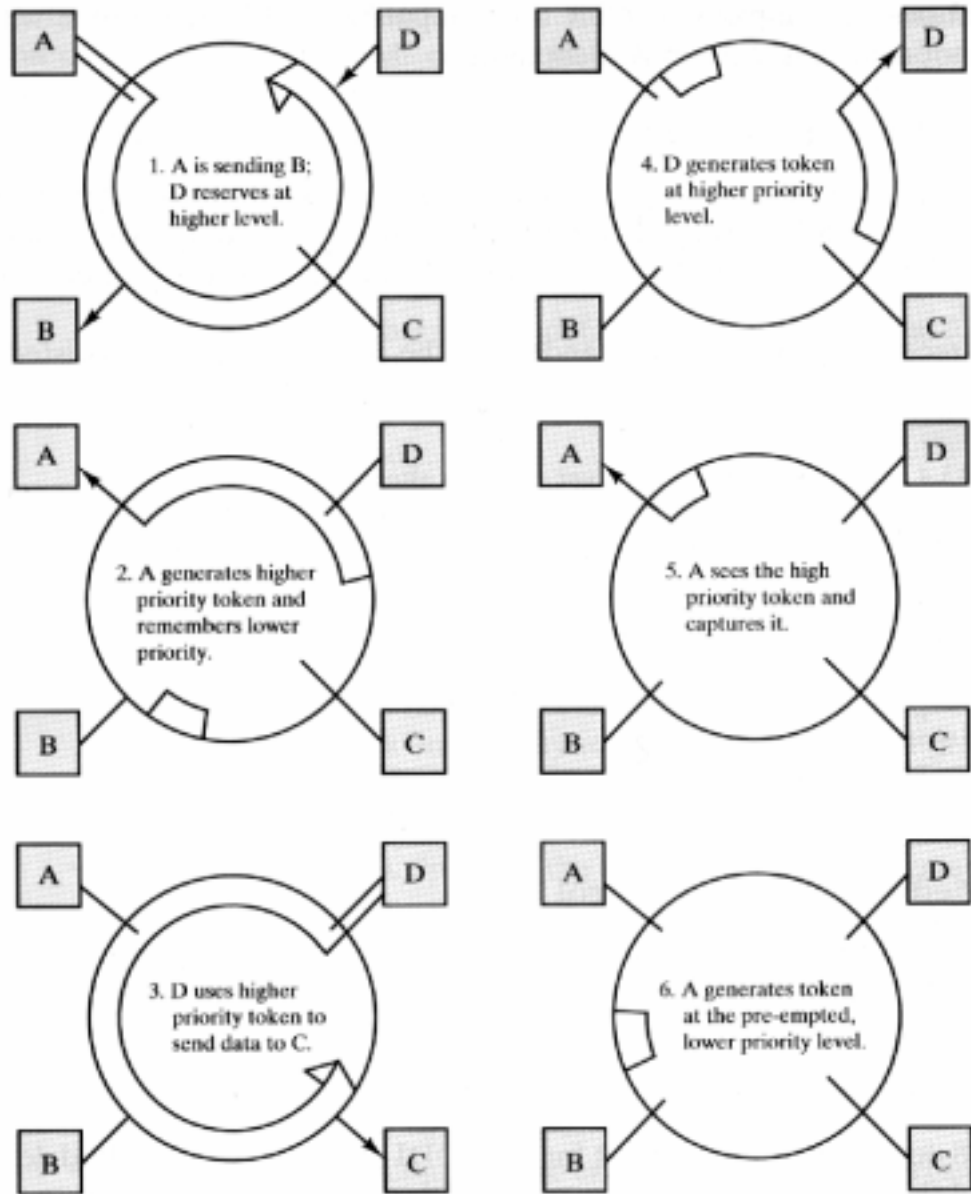 A
D
1. A is sending B;
D reserves at
higher level.
B
C
A
D
4. D generates token
at higher priority
level.
B
C
A
D
2. A generates higher
priority token and
remembers lower
priority.
B
C
A
D
5. A sees the high
priority token and
captures it.
B
C
A
D
3. D uses higher
priority token to
send data to C.
B
C
A
D
6. A generates token
at the pre-empted,
lower priority level.
B
C